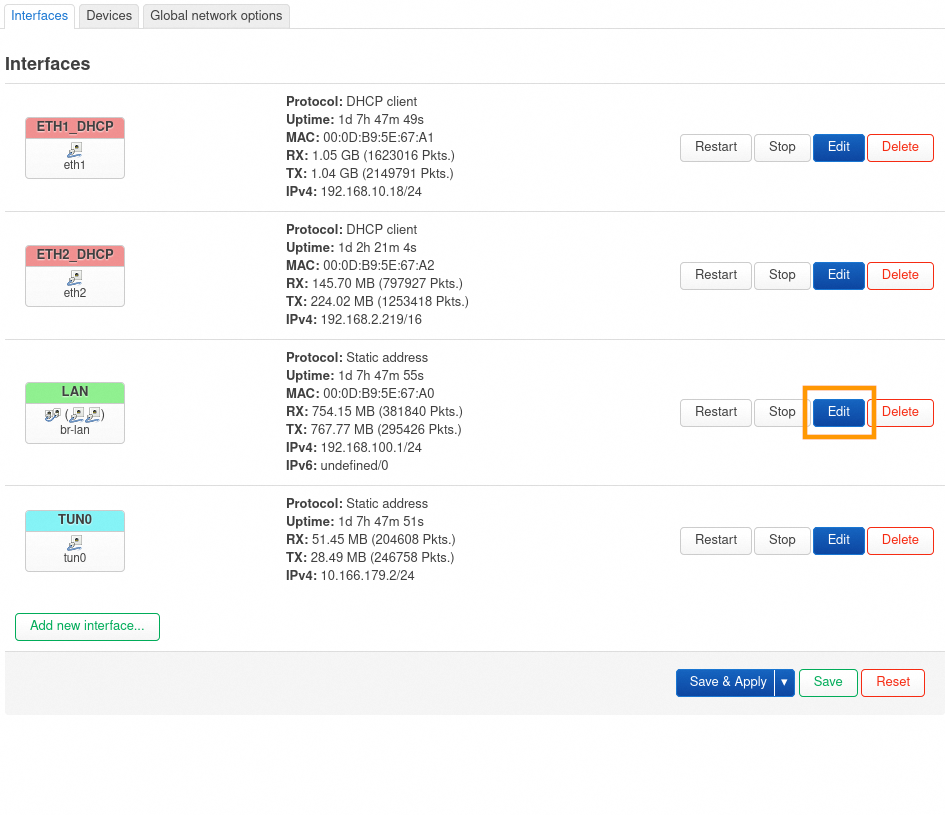 Interfaces Devices Global network options
Interfaces
ETH1_DHCP
eth1
Protocol: DHCP client
Uptime: 1d 7h 47m 49s
MAC: 00:0D:B9:5E:67:A1
RX: 1.05 GB (1623016 Pkts.)
TX: 1.04 GB (2149791 Pkts.)
IPv4: 192.168.10.18/24
Restart Stop Edit Delete
ETH2_DHCP
eth2
Protocol: DHCP client
Uptime: 1d 2h 21m 4s
MAC: 00:0D:B9:5E:67:A2
RX: 145.70 MB (797927 Pkts.)
TX: 224.02 MB (1253418 Pkts.)
IPv4: 192.168.2.219/16
Restart Stop Edit Delete
LAN
( )
br-lan
Protocol: Static address
Uptime: 1d 7h 47m 55s
MAC: 00:0D:B9:5E:67:A0
RX: 754.15 MB (381840 Pkts.)
TX: 767.77 MB (295426 Pkts.)
IPv4: 192.168.100.1/24
IPv6: undefined/0
Restart Stop Edit Delete
TUN0
tun0
Protocol: Static address
Uptime: 1d 7h 47m 51s
RX: 51.45 MB (204608 Pkts.)
TX: 28.49 MB (246758 Pkts.)
IPv4: 10.166.179.2/24
Restart Stop Edit Delete
Add new interface...
Save & Apply ▾ Save Reset